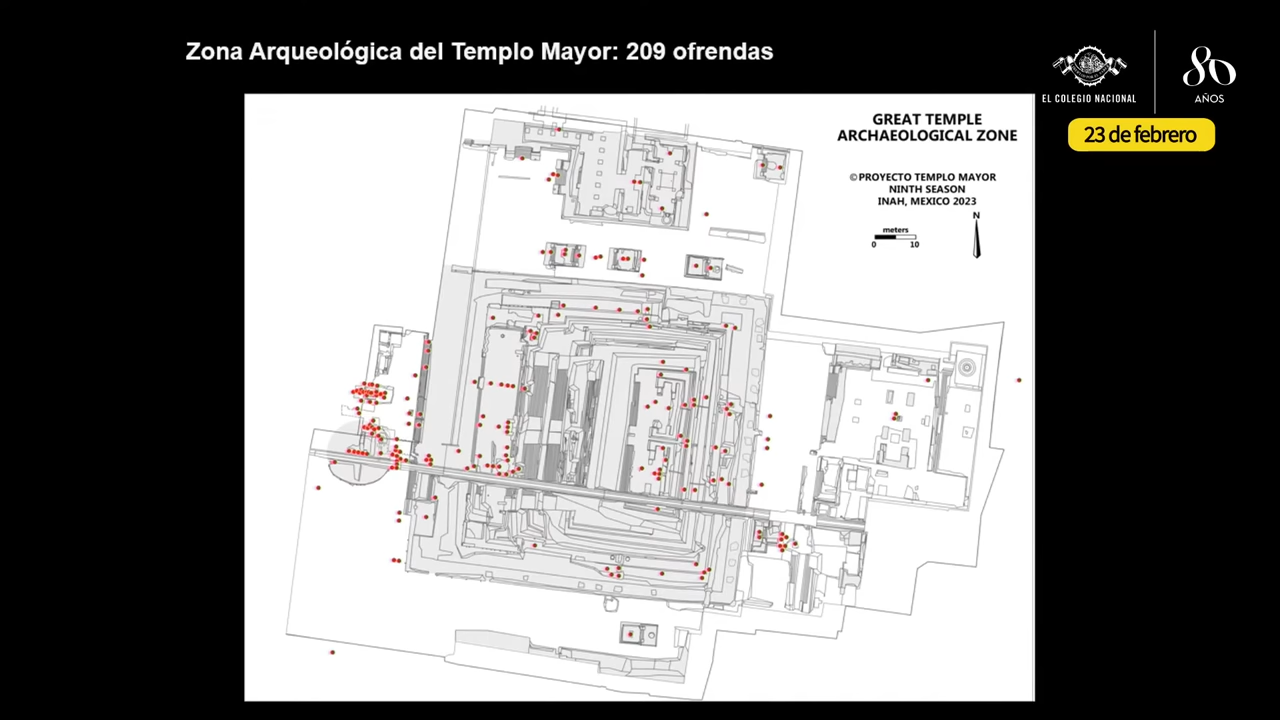 Zona Arqueológica del Templo Mayor: 209 ofrendas
EL COLEGIO NACIONAL
80
AÑOS
23 de febrero
GREAT TEMPLE
ARCHAEOLOGICAL ZONE
©PROYECTO TEMPLO MAYOR
NINTH SEASON
INAH, MEXICO 2023
N
meters
0 10